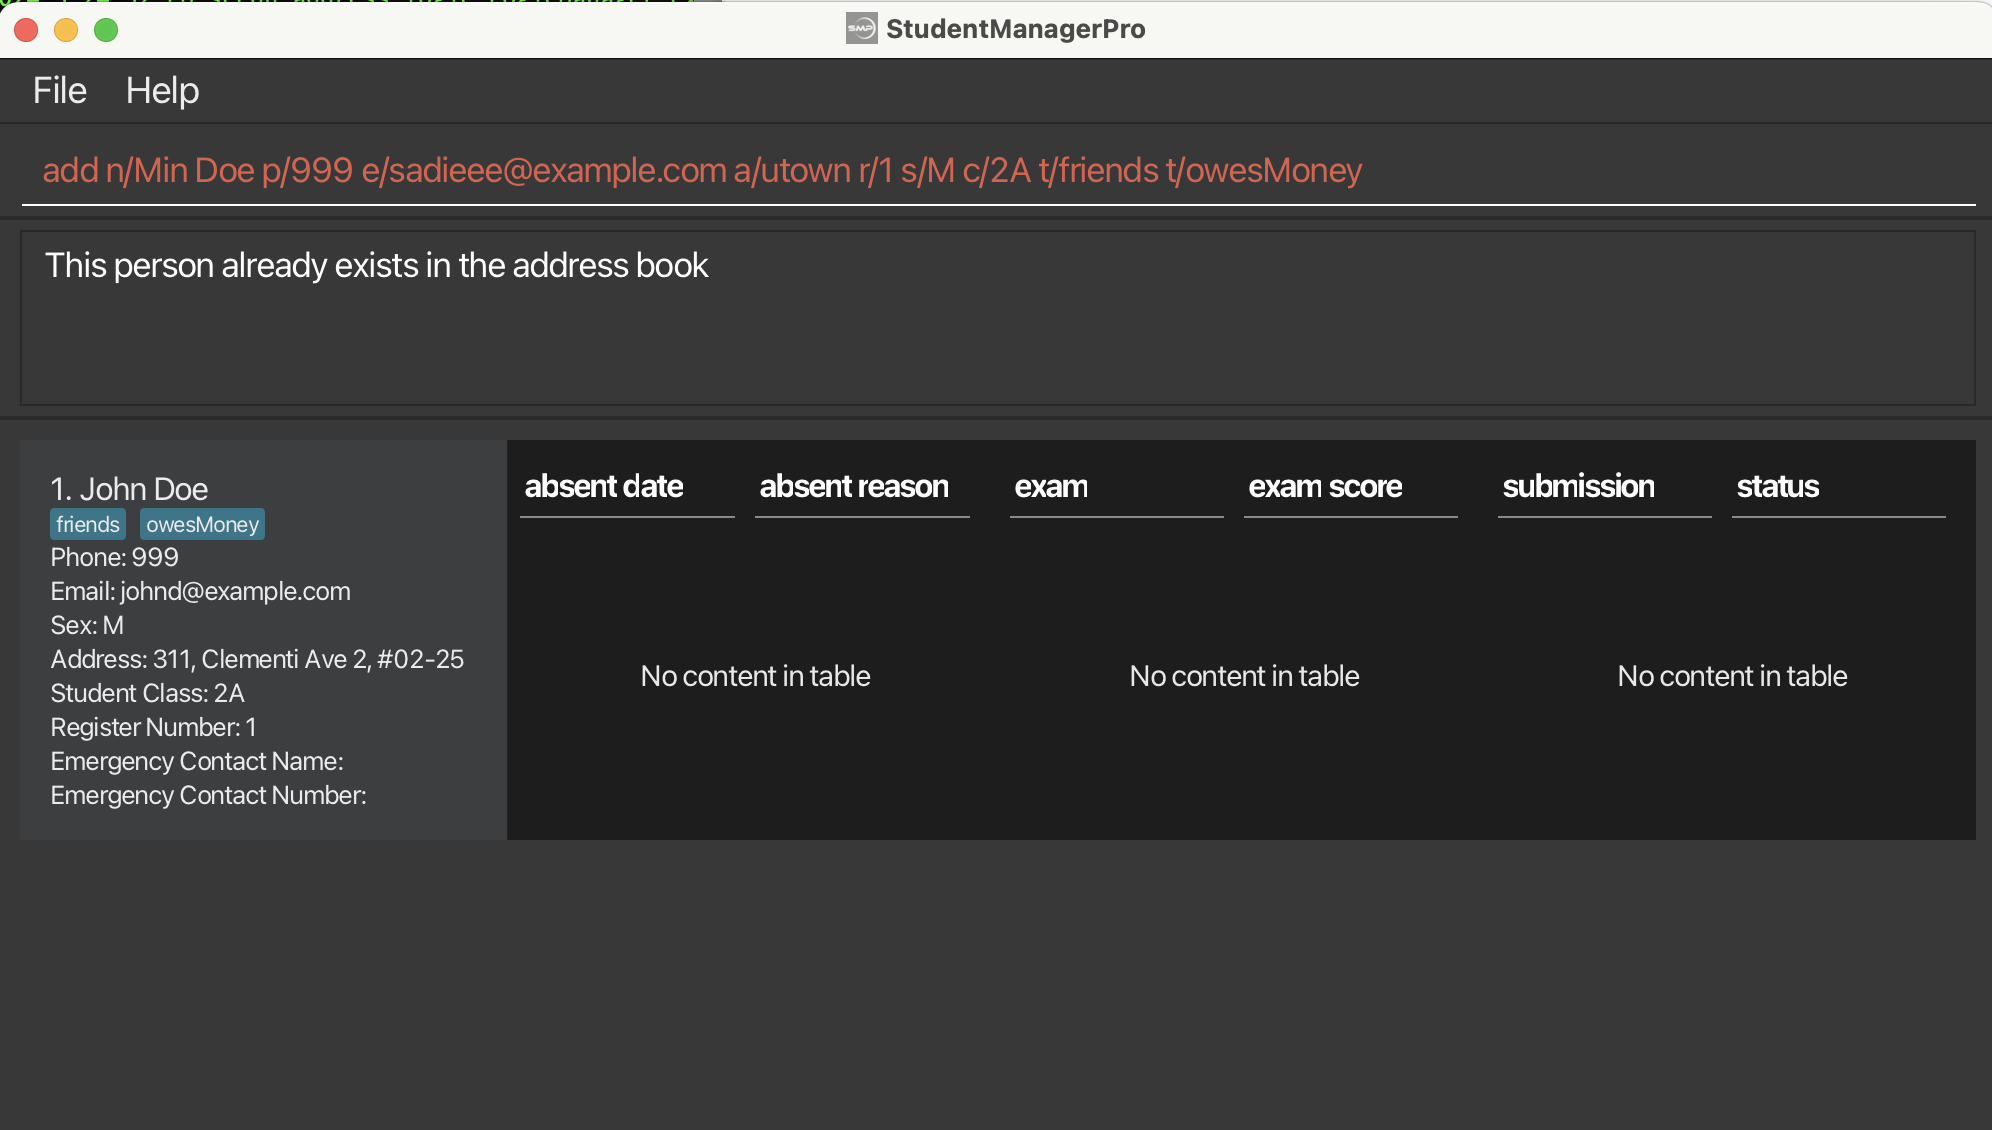 SMP StudentManagerPro
File Help
add n/Min Doe p/999 e/sadieee@example.com a/utown r/1 s/M c/2A t/friends t/owesMoney
This person already exists in the address book
1. John Doe
friends owesMoney
Phone: 999
Email: johnd@example.com
Sex: M
Address: 311, Clementi Ave 2, #02-25
Student Class: 2A
Register Number: 1
Emergency Contact Name:
Emergency Contact Number:
absent date absent reason exam exam score submission status
No content in table No content in table No content in table